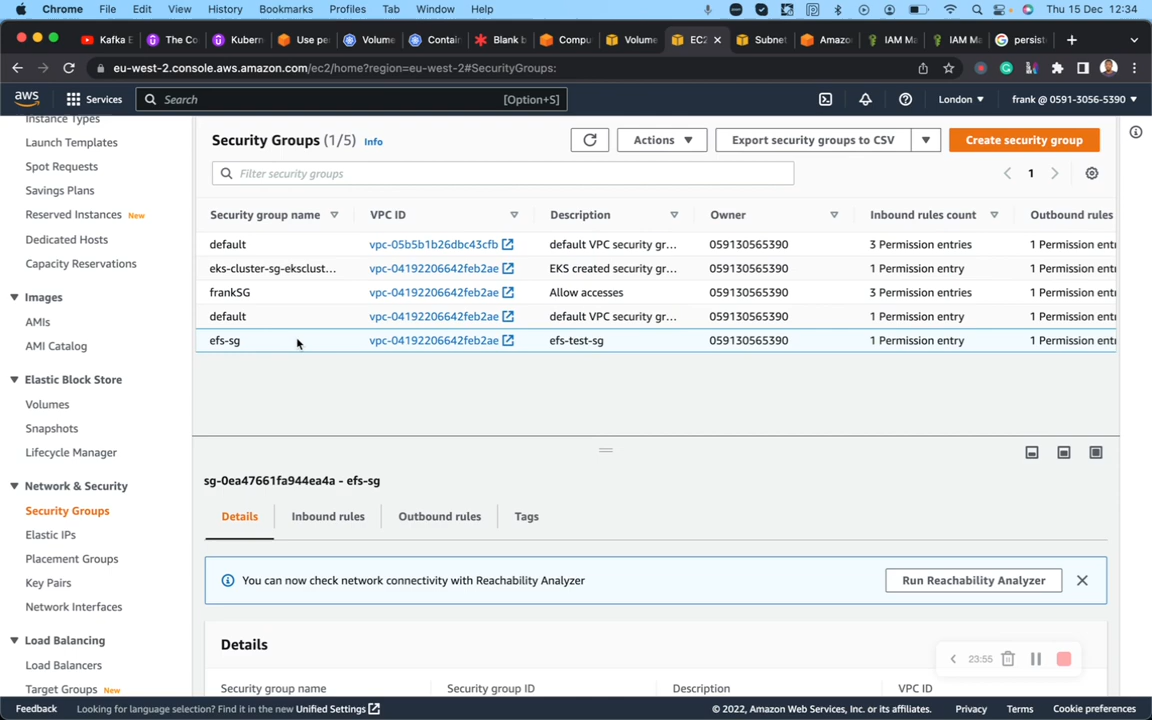 Chrome File Edit View History Bookmarks Profiles Tab Window Help Thu 15 Dec 12:34
Kafka E The Co Kubern Use pe Volume Contain Blank b Compu Volume EC2 Subnet Amazo IAM Ma IAM Ma persist
eu-west-2.console.aws.amazon.com/ec2/home?region=eu-west-2#SecurityGroups:
aws Services Search [Option+S] London frank @ 0591-3056-5390
Instance Types
Launch Templates
Spot Requests
Savings Plans
Reserved Instances New
Dedicated Hosts
Capacity Reservations
Images
AMIs
AMI Catalog
Elastic Block Store
Volumes
Snapshots
Lifecycle Manager
Network & Security
Security Groups
Elastic IPs
Placement Groups
Key Pairs
Network Interfaces
Load Balancing
Load Balancers
Target Groups New
Security Groups (1/5) Info
Actions Export security groups to CSV Create security group
Filter security groups 1
Security group name VPC ID Description Owner Inbound rules count Outbound rules
default vpc-05b5b1b26dbc43cfb default VPC security gr... 059130565390 3 Permission entries 1 Permission ent
eks-cluster-sg-eksclust... vpc-04192206642feb2ae EKS created security gr... 059130565390 1 Permission entry 1 Permission ent
frankSG vpc-04192206642feb2ae Allow accesses 059130565390 3 Permission entries 1 Permission ent
default vpc-04192206642feb2ae default VPC security gr... 059130565390 1 Permission entry 1 Permission ent
efs-sg vpc-04192206642feb2ae efs-test-sg 059130565390 1 Permission entry 1 Permission ent
sg-0ea47661fa944ea4a - efs-sg
Details Inbound rules Outbound rules Tags
You can now check network connectivity with Reachability Analyzer Run Reachability Analyzer
Details
23:55
Security group name Security group ID Description VPC ID
Feedback Looking for language selection? Find it in the new Unified Settings © 2022, Amazon Web Services, Inc. or its affiliates. Privacy Terms Cookie preferences